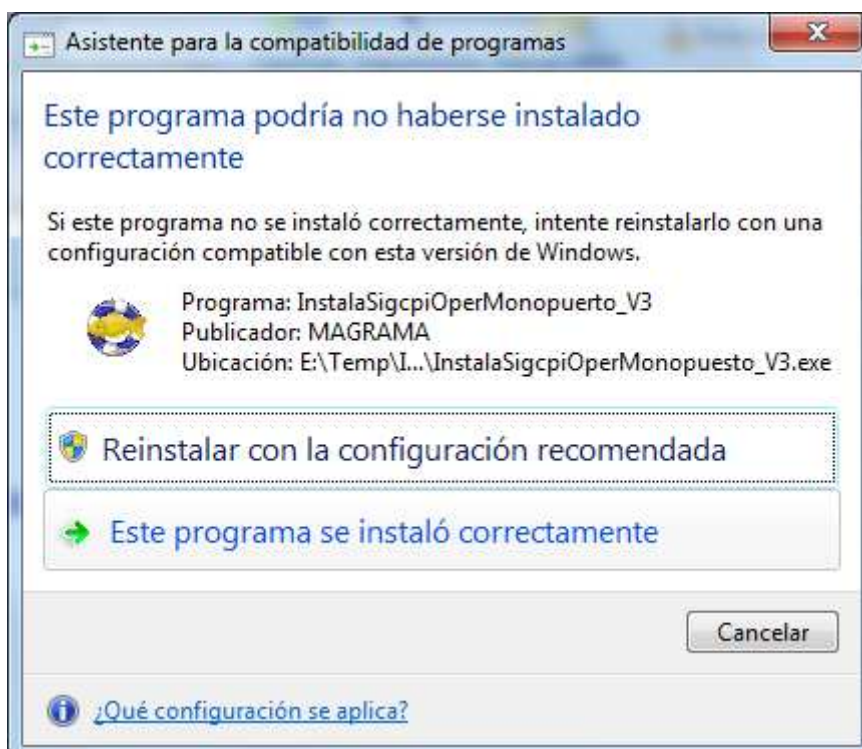 Asistente para la compatibilidad de programas
Este programa podría no haberse instalado
correctamente
Si este programa no se instaló correctamente, intente reinstalarlo con una
configuración compatible con esta versión de Windows.
Programa: InstalaSigcpiOperMonopuerto_V3
Publicador: MAGRAMA
Ubicación: E:\Temp\I...\InstalaSigcpiOperMonopuesto_V3.exe
Reinstalar con la configuración recomendada
Este programa se instaló correctamente
Cancelar
¿Qué configuración se aplica?